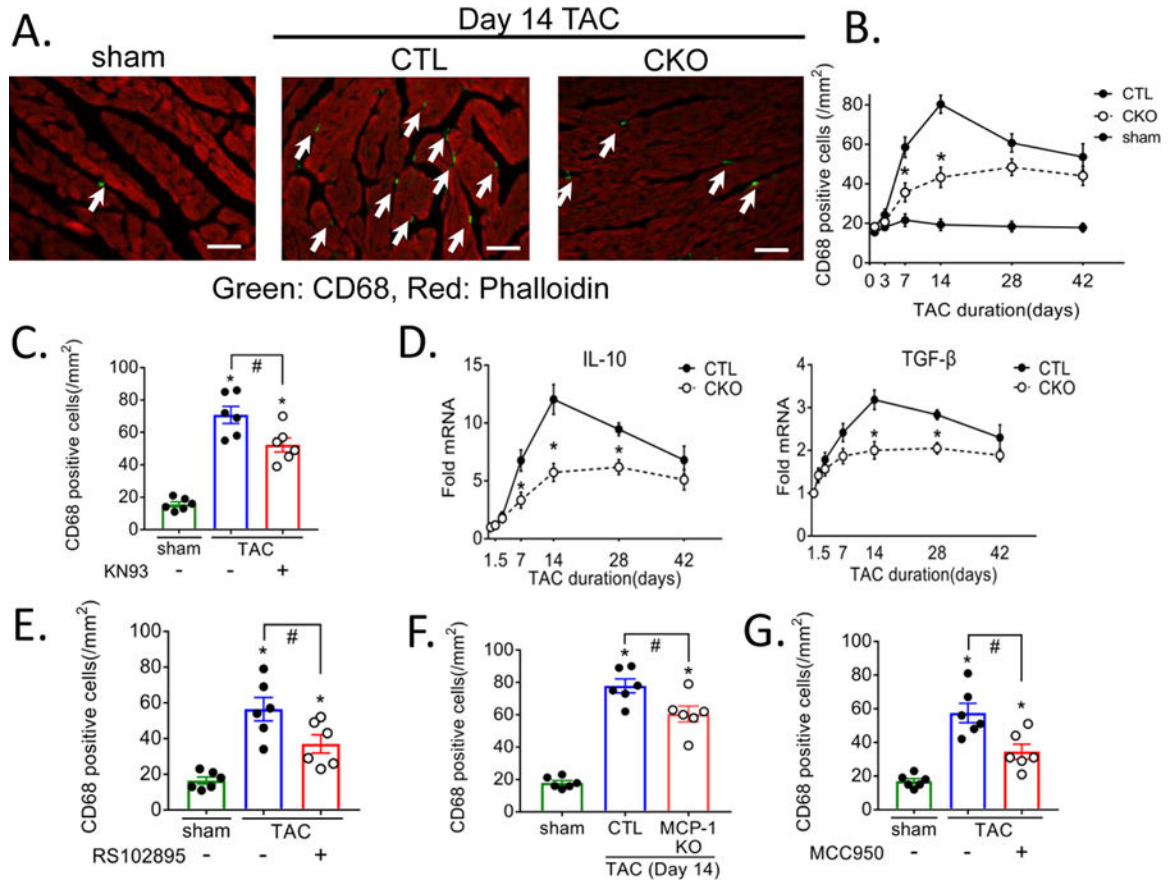 A.
Day 14 TAC
sham
CTL
CKO
Green: CD68, Red: Phalloidin
B.
CD68 positive cells (/mm²)
80
60
40
20
0
0 3 7 14 28 42
TAC duration(days)
CTL
CKO
sham
*
*
C.
CD68 positive cells(/mm²)
100
80
60
40
20
0
* # *
sham TAC
KN93 - - +
D.
IL-10
Fold mRNA
15
10
5
0
1.5 7 14 28 42
TAC duration(days)
CTL
CKO
* * *
TGF-β
Fold mRNA
4
3
2
1
0
1.5 7 14 28 42
TAC duration(days)
CTL
CKO
* *
E.
CD68 positive cells(/mm²)
100
80
60
40
20
0
* # *
sham TAC
RS102895 - - +
F.
CD68 positive cells(/mm²)
100
80
60
40
20
0
* # *
sham CTL MCP-1
KO
TAC (Day 14)
G.
CD68 positive cells(/mm²)
100
80
60
40
20
0
* # *
sham TAC
MCC950 - - +